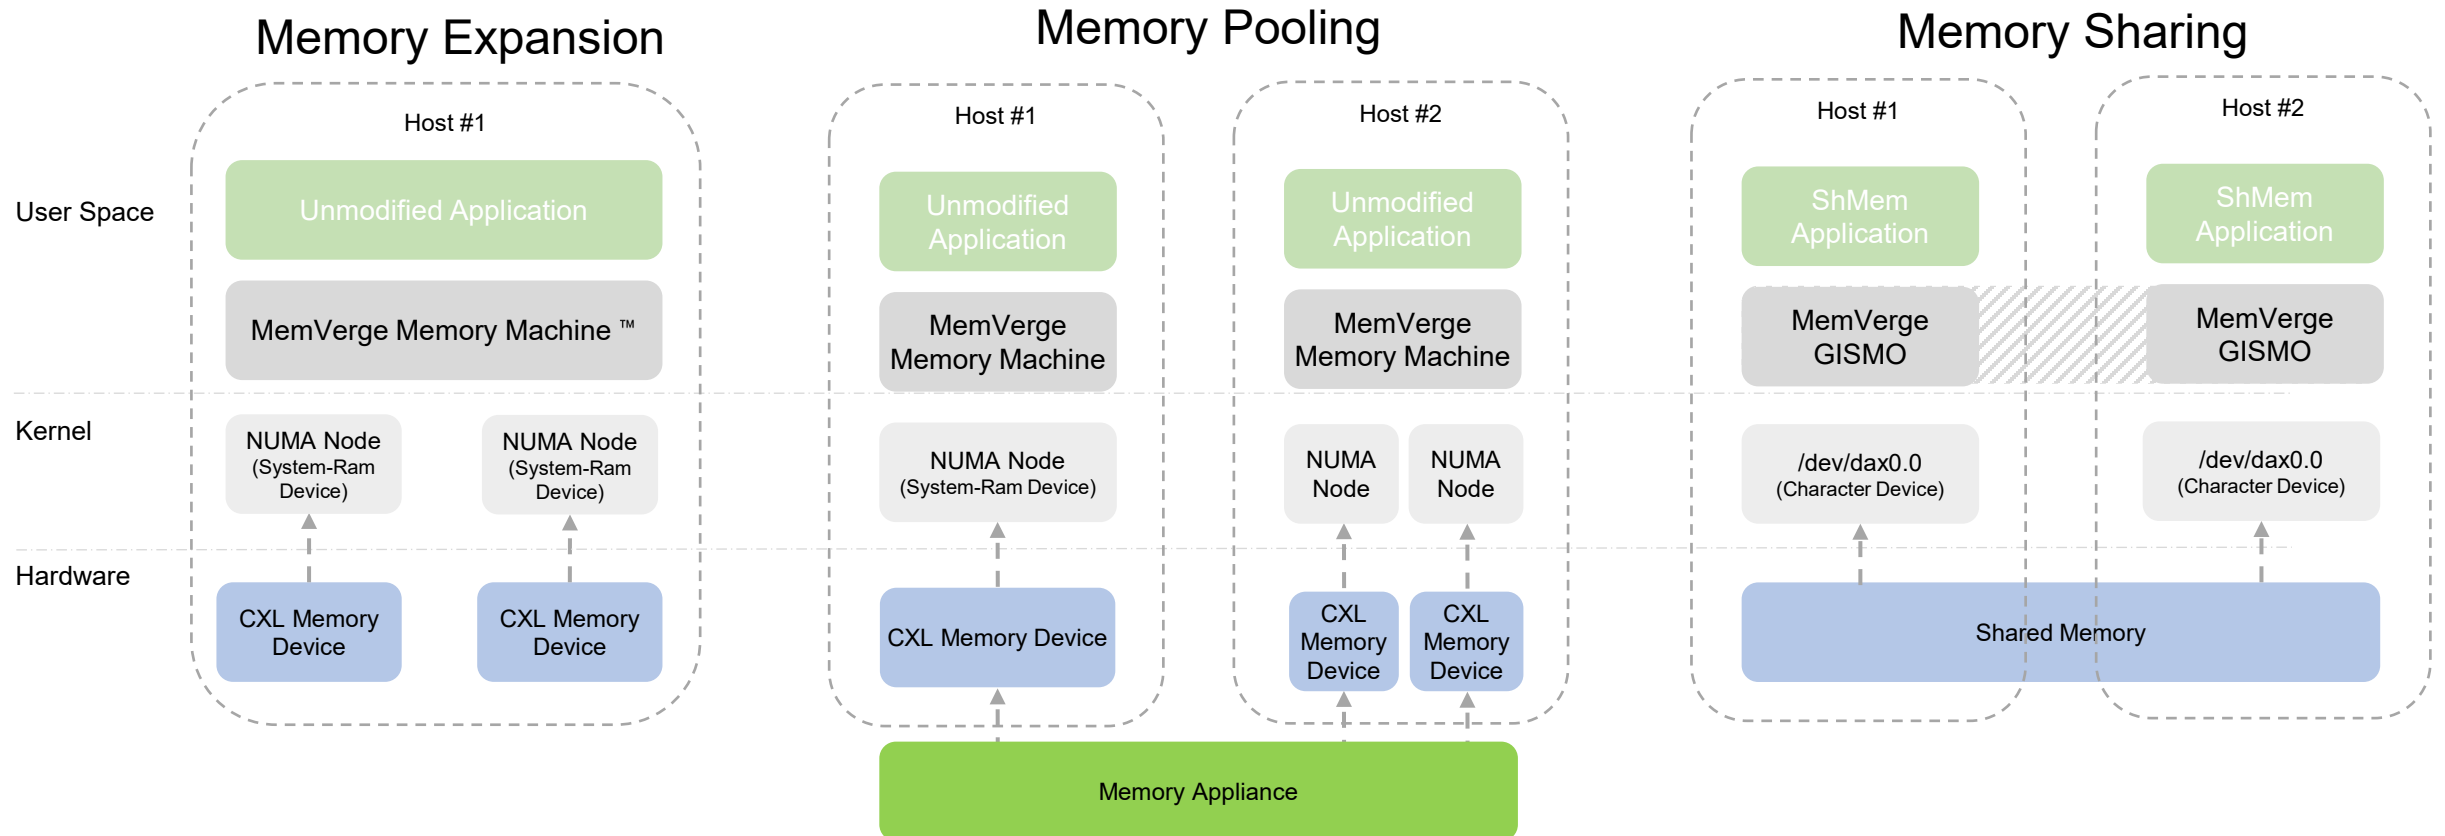 Memory Expansion
Memory Pooling
Memory Sharing
Host #1
Host #1
Host #2
Host #1
Host #2
User Space
Unmodified Application
Unmodified
Application
Unmodified
Application
ShMem
Application
ShMem
Application
MemVerge Memory Machine ™
MemVerge
Memory Machine
MemVerge
Memory Machine
MemVerge
GISMO
MemVerge
GISMO
Kernel
NUMA Node
(System-Ram
Device)
NUMA Node
(System-Ram
Device)
NUMA Node
(System-Ram Device)
NUMA
Node
NUMA
Node
/dev/dax0.0
(Character Device)
/dev/dax0.0
(Character Device)
Hardware
CXL Memory
Device
CXL Memory
Device
CXL Memory Device
CXL
Memory
Device
CXL
Memory
Device
Shared Memory
Memory Appliance